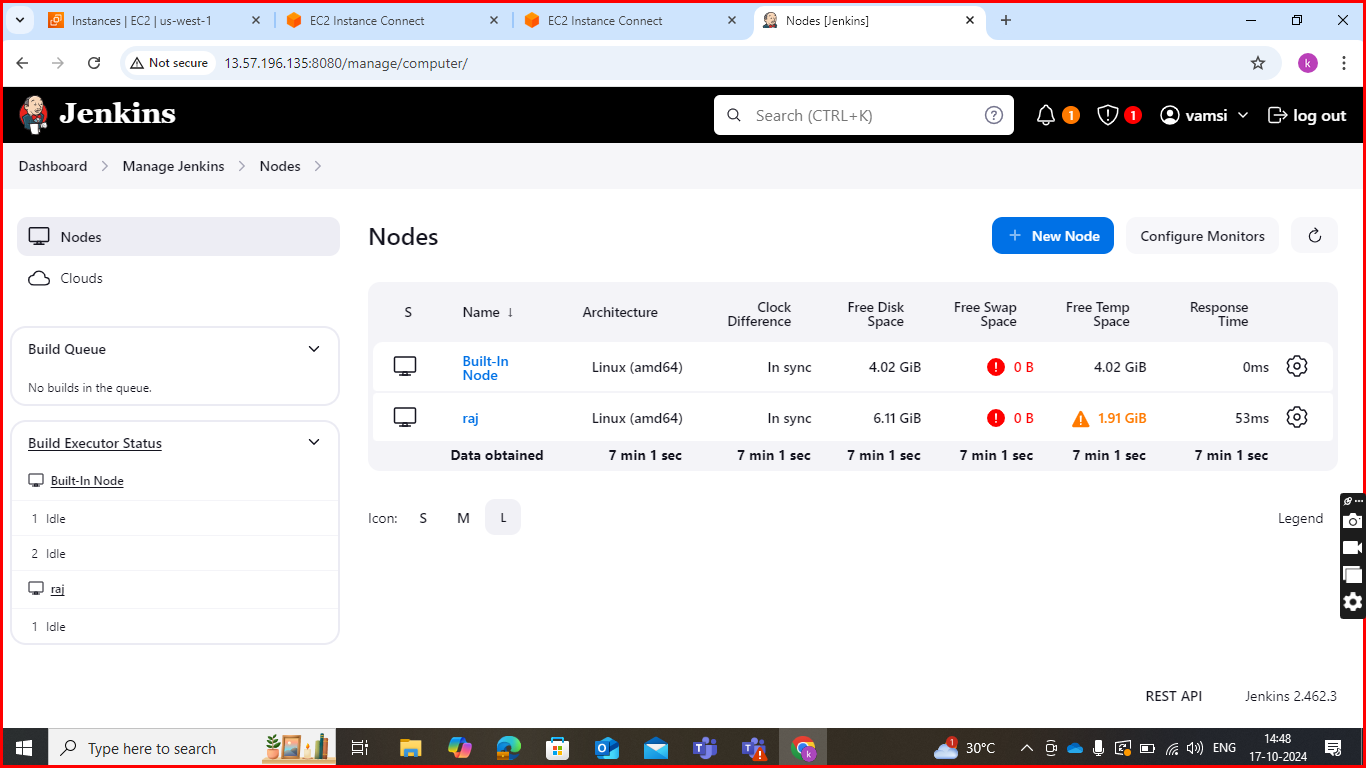 Instances | EC2 | us-west-1
EC2 Instance Connect
EC2 Instance Connect
Nodes [Jenkins]
Not secure
13.57.196.135:8080/manage/computer/
k
Jenkins
Search (CTRL+K)
1
1
vamsi
log out
Dashboard
Manage Jenkins
Nodes
Nodes
Clouds
Build Queue
No builds in the queue.
Build Executor Status
Built-In Node
1 Idle
2 Idle
raj
1 Idle
Nodes
+ New Node
Configure Monitors
S Name ↓ Architecture Clock Difference Free Disk Space Free Swap Space Free Temp Space Response Time
Built-In Node Linux (amd64) In sync 4.02 GiB 0 B 4.02 GiB 0ms
raj Linux (amd64) In sync 6.11 GiB 0 B 1.91 GiB 53ms
Data obtained 7 min 1 sec 7 min 1 sec 7 min 1 sec 7 min 1 sec 7 min 1 sec 7 min 1 sec
Icon: S M L
Legend
REST API
Jenkins 2.462.3
Type here to search
1
30°C
ENG
14:48
17-10-2024